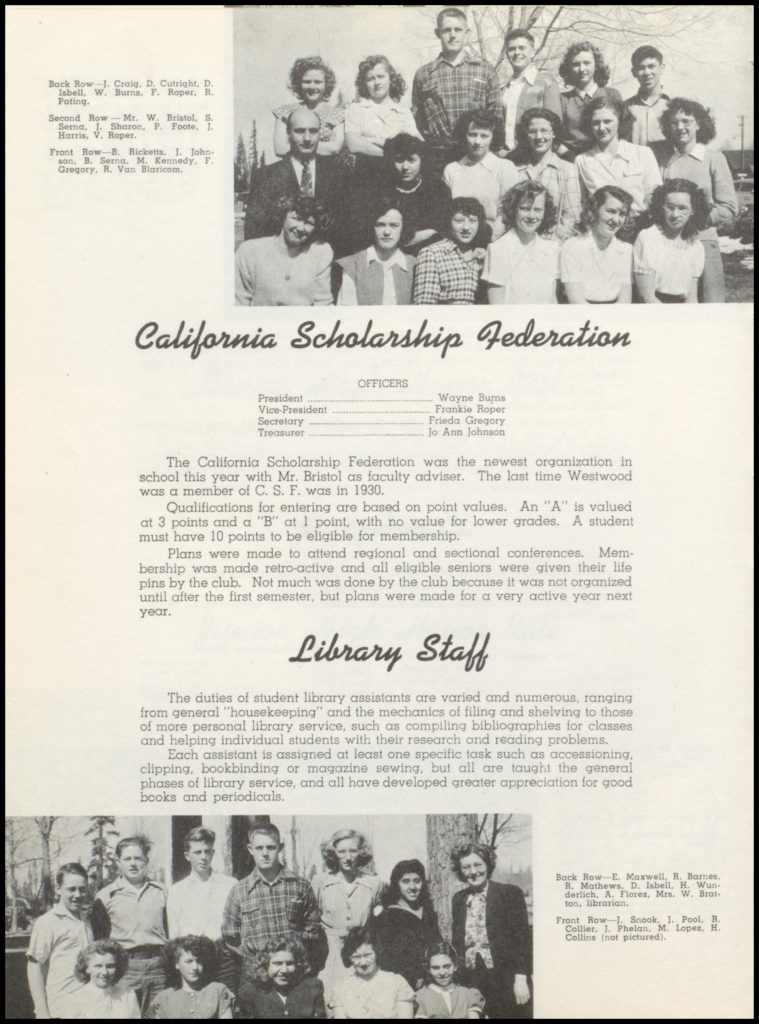 Back Row—J. Craig, D. Cutright, D.
Isbell, W. Burns, F. Roper, R.
Pating.
Second Row — Mr. W. Bristol, S.
Serna, J. Sharon, P. Foote, J.
Harris, V. Roper.
Front Row—B. Ricketts, J. John-
son, B. Serna, M. Kennedy, F.
Gregory, R. Van Blaricom.
California Scholarship Federation
OFFICERS
President ........................................ Wayne Burns
Vice-President ................................ Frankie Roper
Secretary ..................................... Frieda Gregory
Treasurer ..................................... Jo Ann Johnson
The California Scholarship Federation was the newest organization in
school this year with Mr. Bristol as faculty adviser. The last time Westwood
was a member of C. S. F. was in 1930.
Qualifications for entering are based on point values. An "A" is valued
at 3 points and a "B" at 1 point, with no value for lower grades. A student
must have 10 points to be eligible for membership.
Plans were made to attend regional and sectional conferences. Mem-
bership was made retro-active and all eligible seniors were given their life
pins by the club. Not much was done by the club because it was not organized
until after the first semester, but plans were made for a very active year next
year.
Library Staff
The duties of student library assistants are varied and numerous, ranging
from general "housekeeping" and the mechanics of filing and shelving to those
of more personal library service, such as compiling bibliographies for classes
and helping individual students with their research and reading problems.
Each assistant is assigned at least one specific task such as accessioning,
clipping, bookbinding or magazine sewing, but all are taught the general
phases of library service, and all have developed greater appreciation for good
books and periodicals.
Back Row—E. Maxwell, R. Barnes,
R. Mathews, D. Isbell, H. Wun-
derlich, A. Florez, Mrs. W. Brat-
ton, librarian.
Front Row—J. Snook, J. Pool, R.
Collier, J. Phelan, M. Lopez, H.
Collins (not pictured).